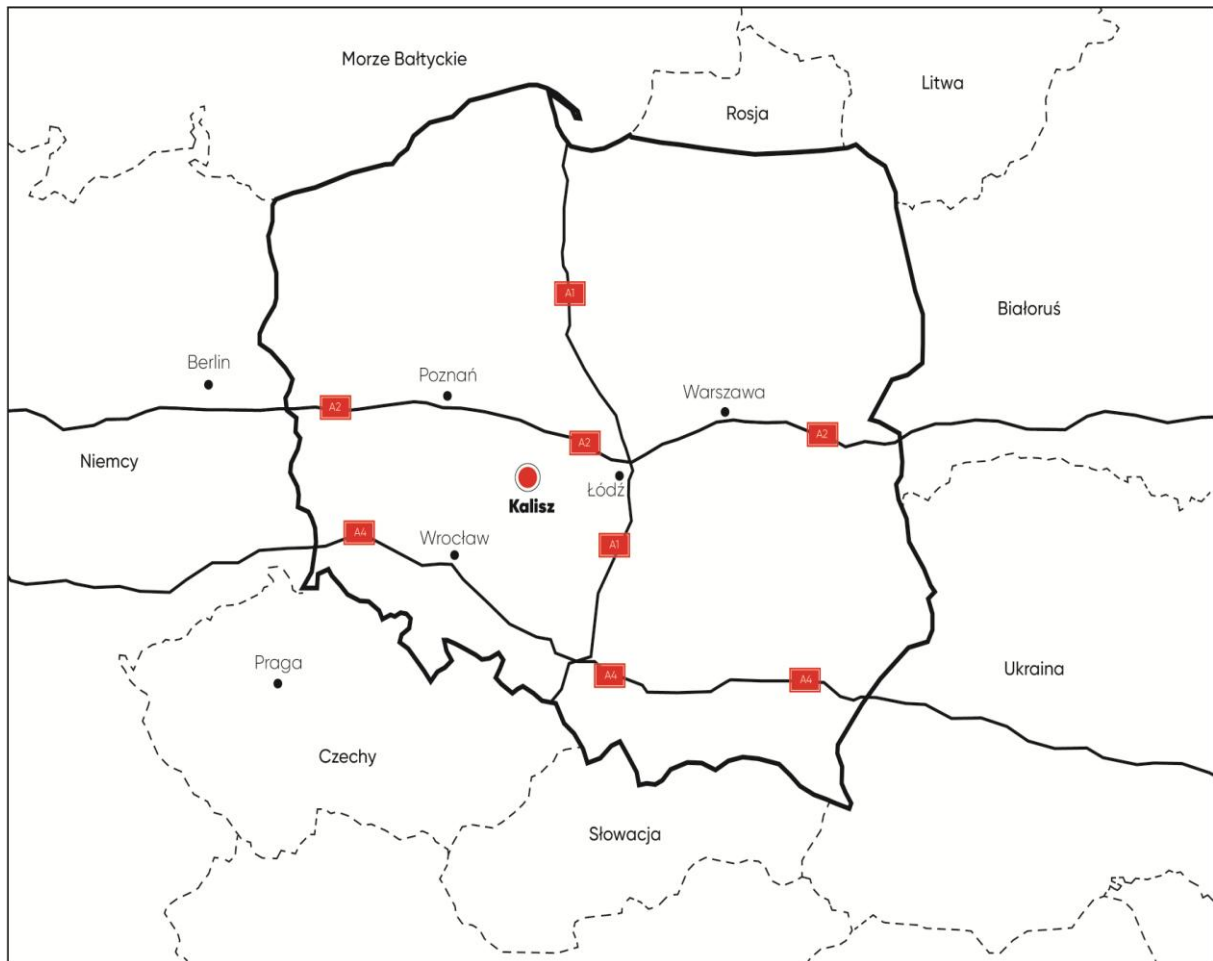 Morze Bałtyckie
Litwa
Rosja
A1
Białoruś
Berlin
Poznań
Warszawa
A2
A2
A2
Niemcy
Łódź
Kalisz
A4
Wrocław
A1
Praga
A4
A4
Ukraina
Czechy
Słowacja